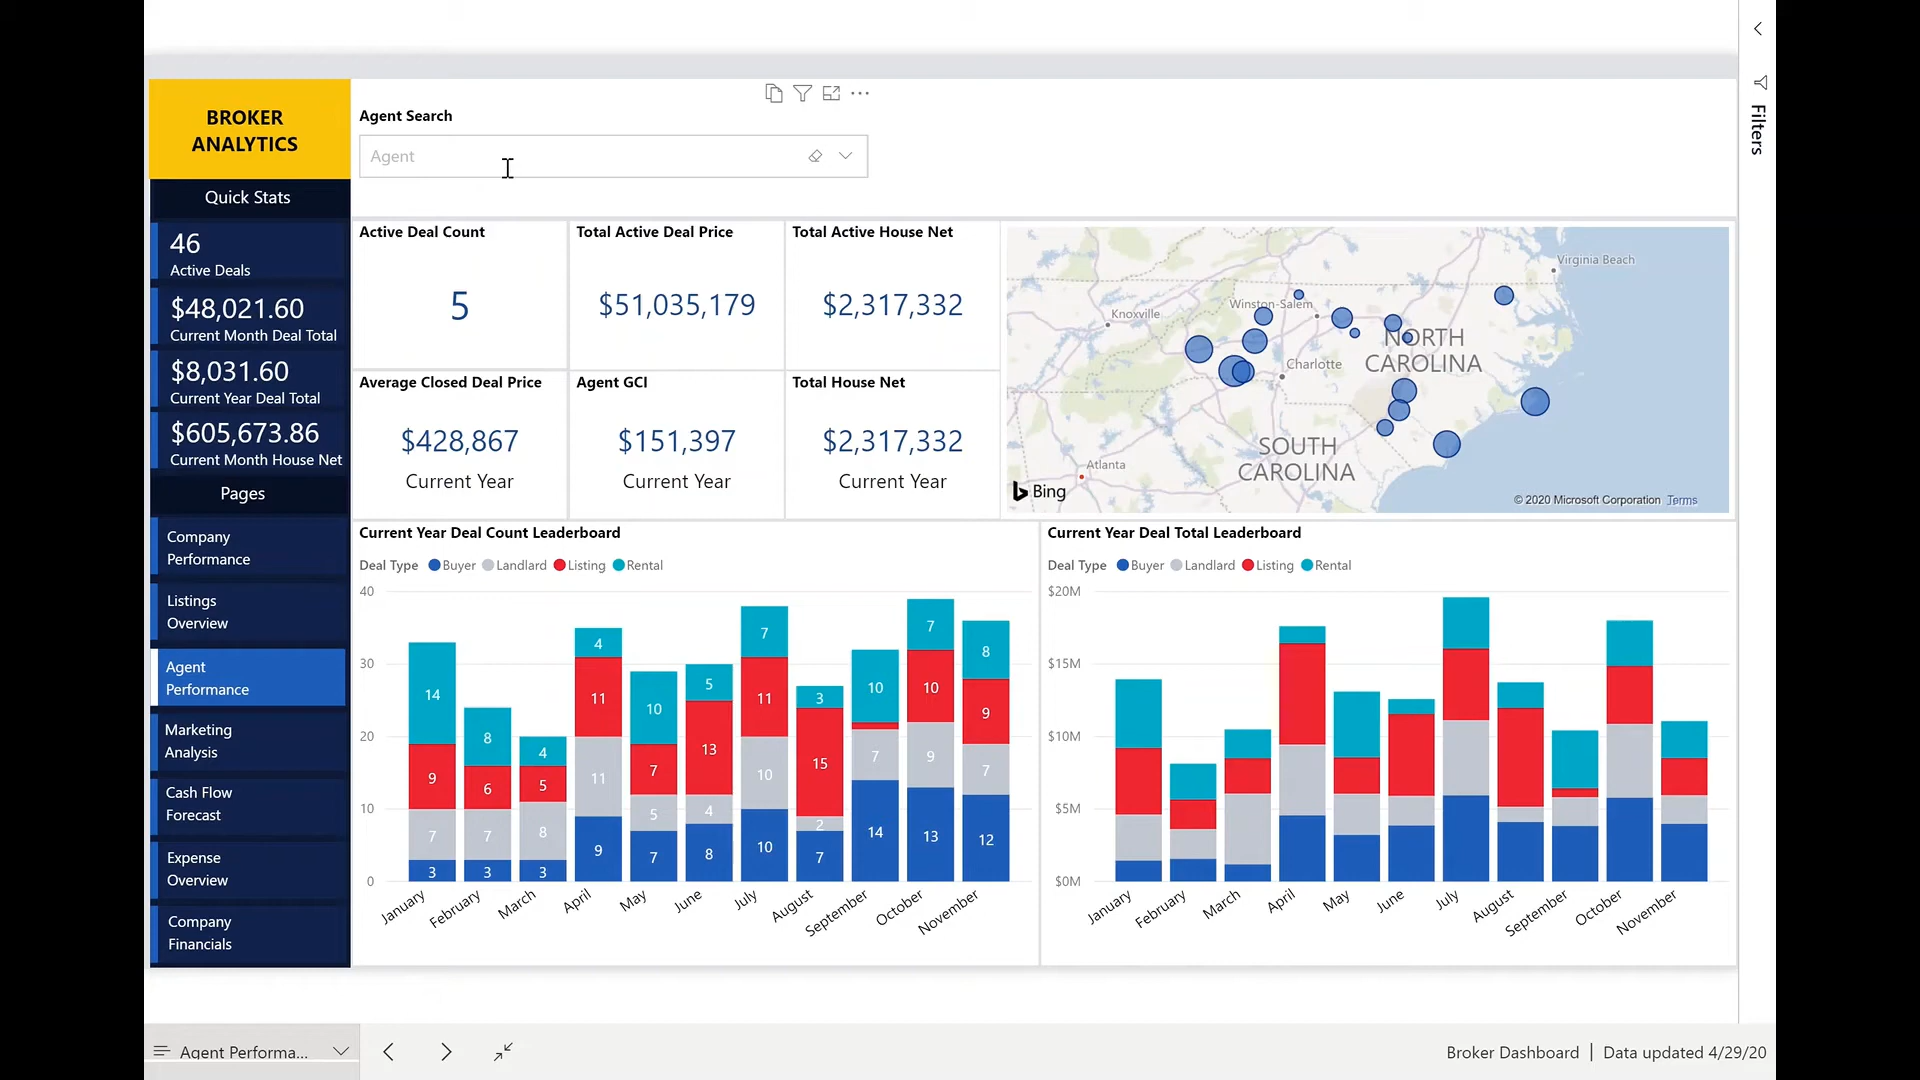 BROKER
ANALYTICS
Quick Stats
46
Active Deals
$48,021.60
Current Month Deal Total
$8,031.60
Current Year Deal Total
$605,673.86
Current Month House Net
Pages
Company
Performance
Listings
Overview
Agent
Performance
Marketing
Analysis
Cash Flow
Forecast
Expense
Overview
Company
Financials
Agent Search
Agent
Filters
Active Deal Count
5
Total Active Deal Price
$51,035,179
Total Active House Net
$2,317,332
Average Closed Deal Price
$428,867
Current Year
Agent GCI
$151,397
Current Year
Total House Net
$2,317,332
Current Year
Virginia Beach
Winston-Salem
Knoxville
NORTH
CAROLINA
Charlotte
SOUTH
CAROLINA
Atlanta
Bing
© 2020 Microsoft Corporation Terms
Current Year Deal Count Leaderboard
Deal Type Buyer Landlard Listing Rental
40
30
20
10
0
14 9 7 3
8 6 7 3
4 5 8 3
4 11 11 9
10 7 5 7
5 13 4 8
7 11 10 10
3 15 2 7
10 7 14
7 10 9 13
8 9 7 12
January February March April May June July August September October November
Current Year Deal Total Leaderboard
Deal Type Buyer Landlard Listing Rental
$20M
$15M
$10M
$5M
$0M
January February March April May June July August September October November
Agent Performa...
Broker Dashboard | Data updated 4/29/20